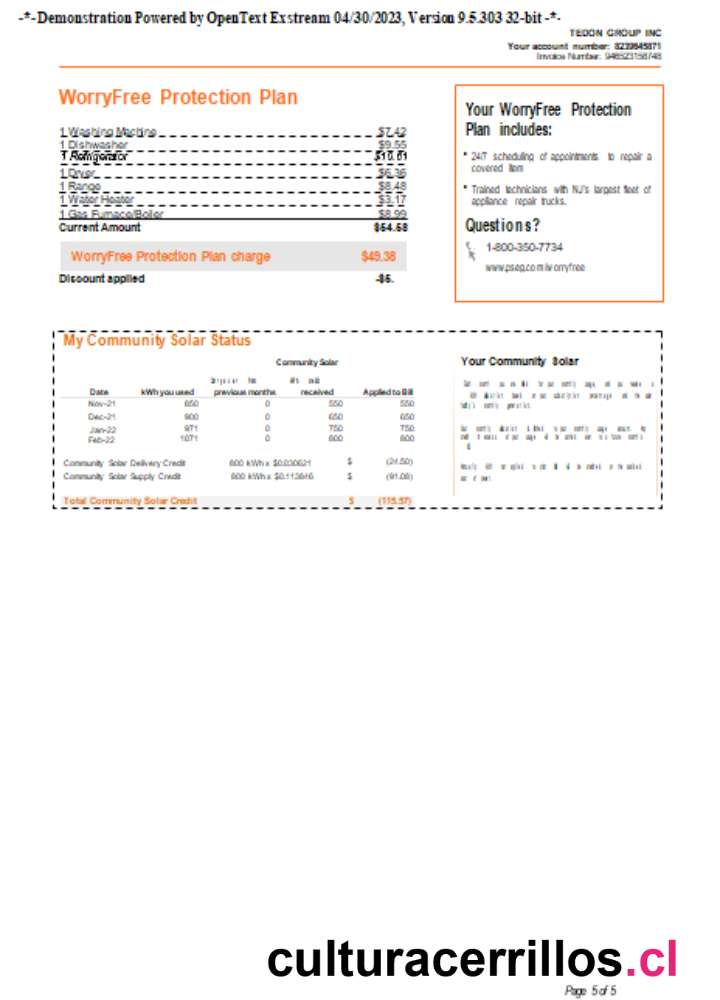 -*- Demonstration Powered by OpenText Exstream 04/30/2023, Version 9.5.303 32-bit -*-
TEDON GROUP INC
Your account number: 8239645871
Invoice Number: 946523158748
WorryFree Protection Plan
1 Washing Machine $7.42
1 Dishwasher $9.55
1 Refrigerator $10.61
1 Dryer $6.36
1 Range $8.48
1 Water Heater $3.17
1 Gas Furnace/Boiler $8.99
Current Amount $54.58
WorryFree Protection Plan charge $49.38
Discount applied -$5.
Your WorryFree Protection
Plan includes:
• 24/7 scheduling of appointments to repair a
covered item
• Trained technicians with NJ's largest fleet of
appliance repair trucks.
Questions?
1-800-350-7734
www.pseg.com/worryfree
My Community Solar Status
Community Solar
Date kWh you used previous months received Applied to Bill
Nov-21 850 0 550 550
Dec-21 900 0 650 650
Jan-22 971 0 750 750
Feb-22 1071 0 800 800
Community Solar Delivery Credit 800 kWh x $0.030621 $ (24.50)
Community Solar Supply Credit 800 kWh x $0.113846 $ (91.08)
Total Community Solar Credit $ (115.57)
Your Community Solar
culturacerrillos.cl
Page 5 of 5